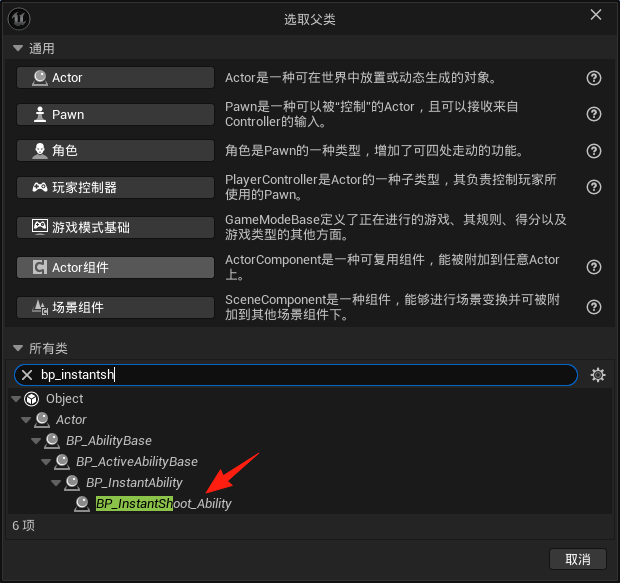 选取父类
通用
Actor
Actor是一种可在世界中放置或动态生成的对象。
Pawn
Pawn是一种可以被“控制”的Actor，且可以接收来自
Controller的输入。
角色
角色是Pawn的一种类型，增加了可四处走动的功能。
玩家控制器
PlayerController是Actor的一种子类型，其负责控制玩家所
使用的Pawn。
游戏模式基础
GameModeBase定义了正在进行的游戏、其规则、得分以及
游戏类型的其他方面。
Actor组件
ActorComponent是一种可复用组件，能被附加到任意Actor
上。
场景组件
SceneComponent是一种组件，能够进行场景变换并可被附
加到其他场景组件下。
所有类
bp_instantsh
Object
Actor
BP_AbilityBase
BP_ActiveAbilityBase
BP_InstantAbility
BP_InstantShoot_Ability
6 项
取消